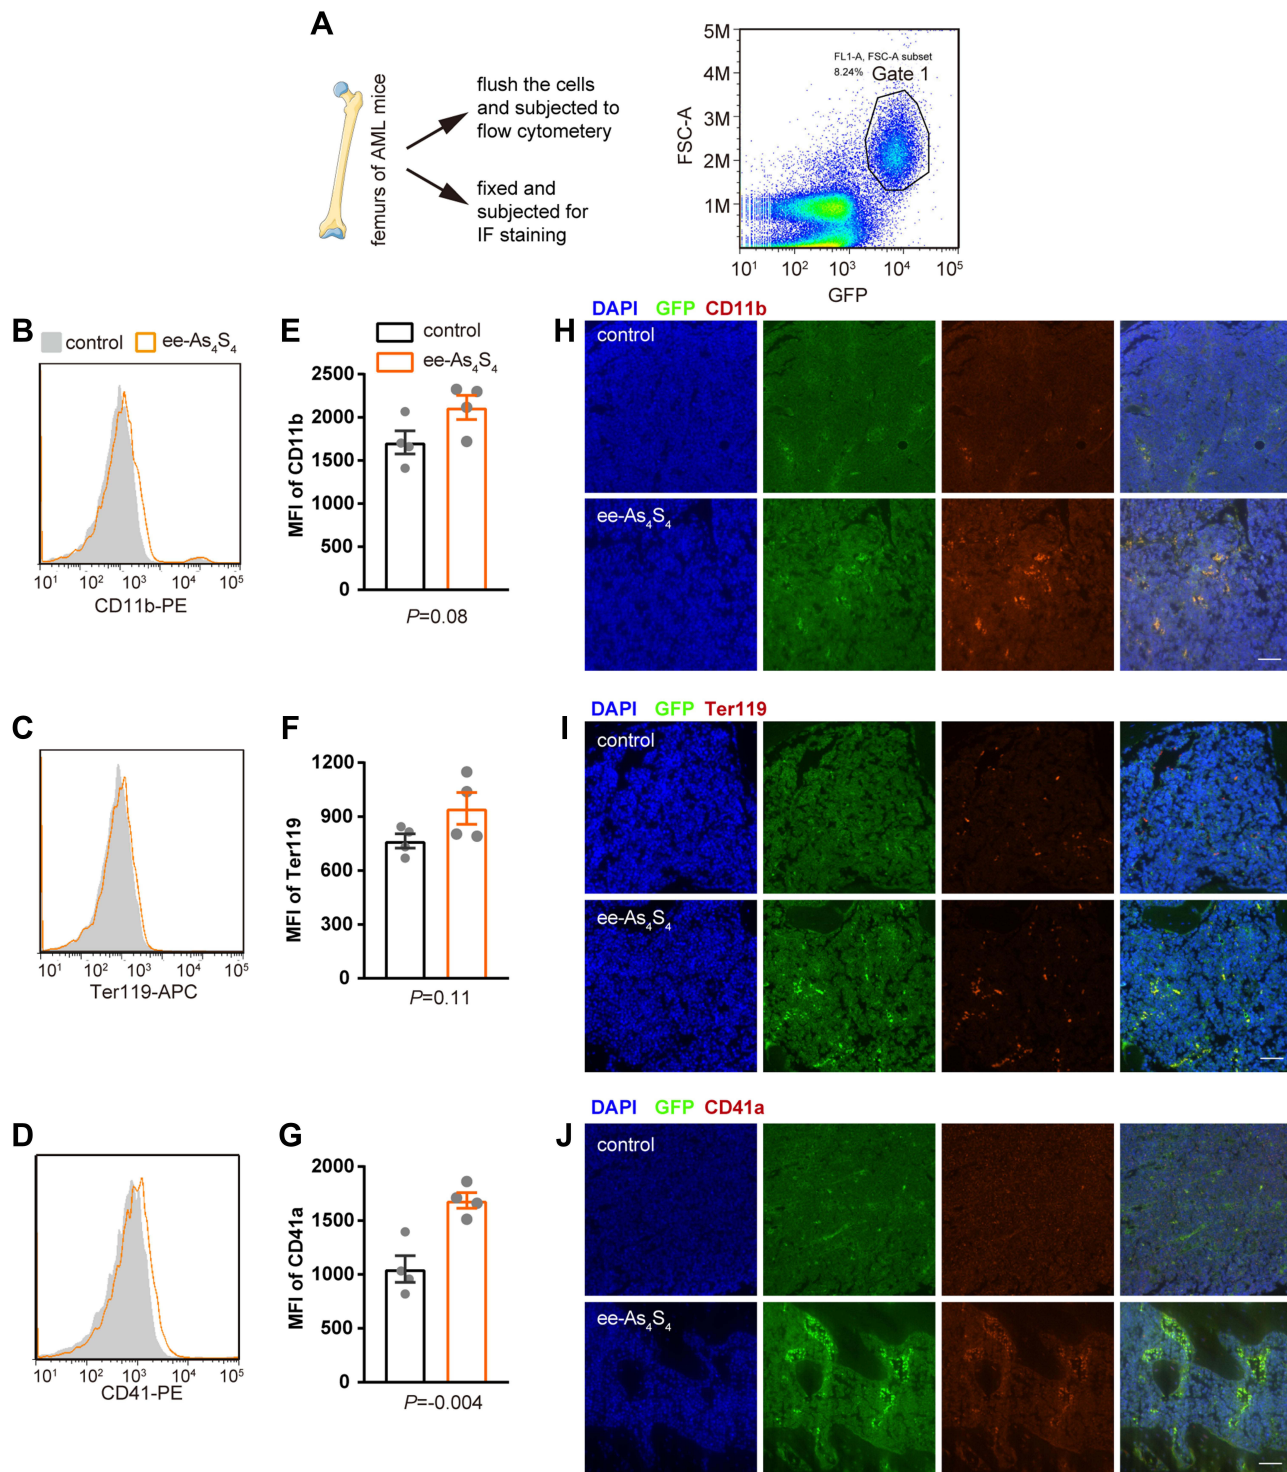 A
femurs of AML mice
flush the cells
and subjected to
flow cytometery
fixed and
subjected for
IF staining
5M
4M
3M
2M
1M
FSC-A
FL1-A, FSC-A subset
8.24% Gate 1
10¹ 10² 10³ 10⁴ 10⁵
GFP
B
control ee-As₄S₄
10¹ 10² 10³ 10⁴ 10⁵
CD11b-PE
E
control
ee-As₄S₄
MFI of CD11b
2500
2000
1500
1000
500
0
P=0.08
H
DAPI GFP CD11b
control
ee-As₄S₄
C
10¹ 10² 10³ 10⁴ 10⁵
Ter119-APC
F
MFI of Ter119
1200
900
600
300
0
P=0.11
I
DAPI GFP Ter119
control
ee-As₄S₄
D
10¹ 10² 10³ 10⁴ 10⁵
CD41-PE
G
MFI of CD41a
2000
1500
1000
500
0
P=-0.004
J
DAPI GFP CD41a
control
ee-As₄S₄